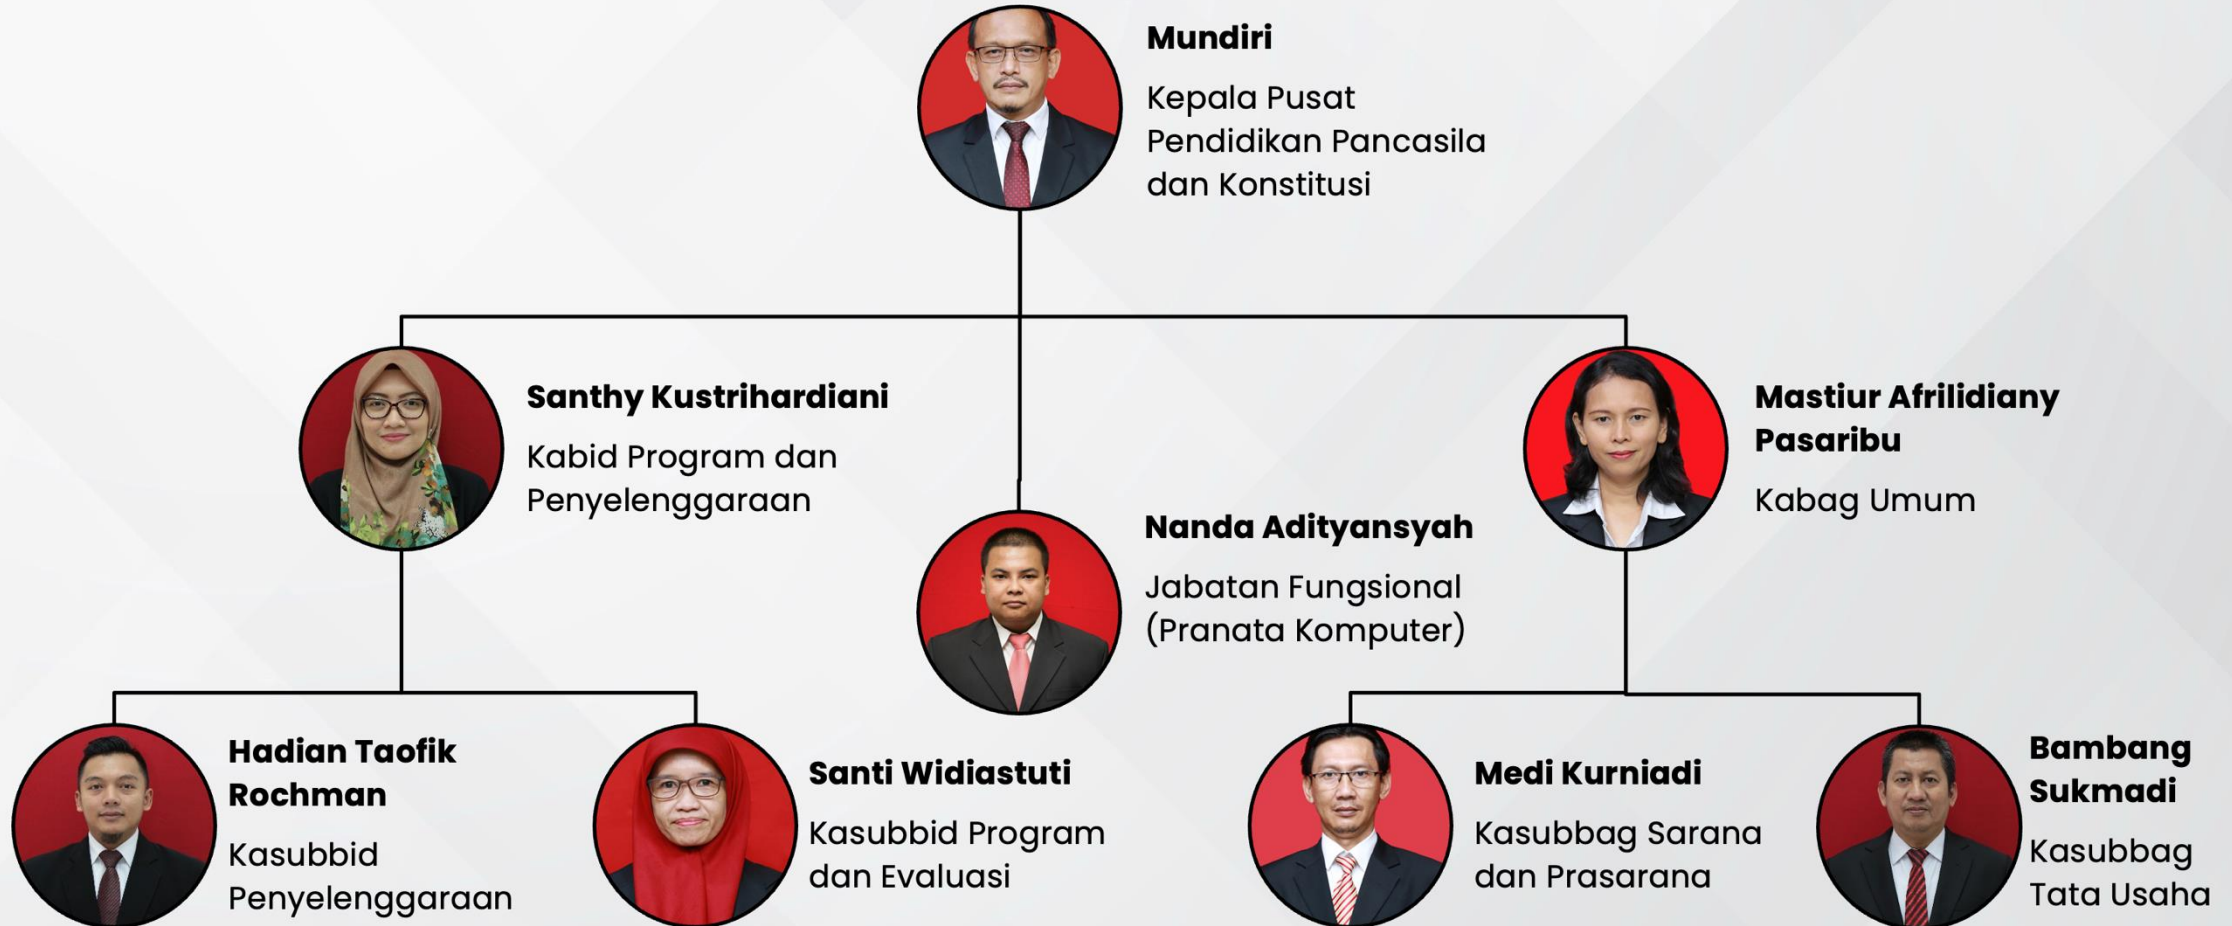 Mundiri
Kepala Pusat
Pendidikan Pancasila
dan Konstitusi
Santhy Kustrihardiani
Kabid Program dan
Penyelenggaraan
Nanda Adityansyah
Jabatan Fungsional
(Pranata Komputer)
Mastiur Afrilidiany
Pasaribu
Kabag Umum
Hadian Taofik
Rochman
Kasubbid
Penyelenggaraan
Santi Widiastuti
Kasubbid Program
dan Evaluasi
Medi Kurniadi
Kasubbag Sarana
dan Prasarana
Bambang
Sukmadi
Kasubbag
Tata Usaha